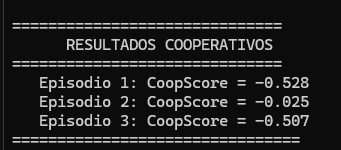 ==============================
RESULTADOS COOPERATIVOS
==============================
Episodio 1: CoopScore = -0.528
Episodio 2: CoopScore = -0.025
Episodio 3: CoopScore = -0.507
================================